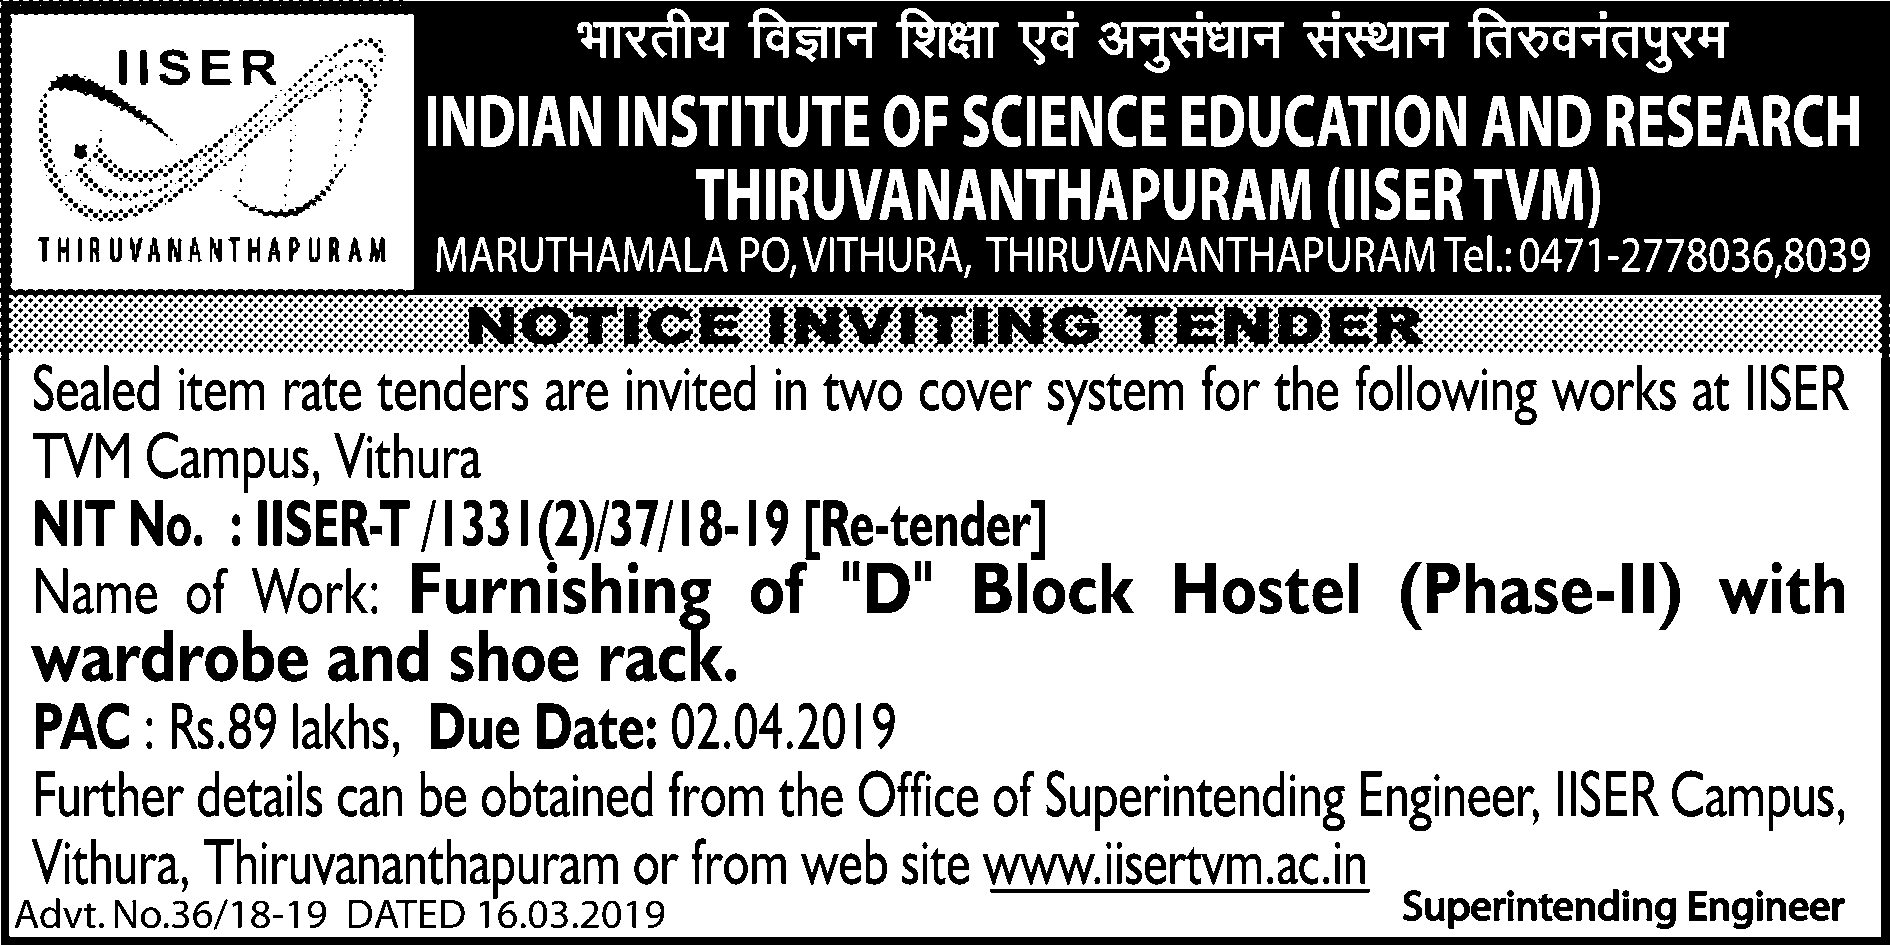 IISER
THIRUVANANTHAPURAM
भारतीय विज्ञान शिक्षा एवं अनुसंधान संस्थान तिरुवनंतपुरम
INDIAN INSTITUTE OF SCIENCE EDUCATION AND RESEARCH
THIRUVANANTHAPURAM (IISER TVM)
MARUTHAMALA PO, VITHURA, THIRUVANANTHAPURAM Tel.: 0471-2778036,8039
NOTICE INVITING TENDER
Sealed item rate tenders are invited in two cover system for the following works at IISER
TVM Campus, Vithura
NIT No. : IISER-T /1331(2)/37/18-19 [Re-tender]
Name of Work: Furnishing of "D" Block Hostel (Phase-II) with
wardrobe and shoe rack.
PAC : Rs.89 lakhs, Due Date: 02.04.2019
Further details can be obtained from the Office of Superintending Engineer, IISER Campus,
Vithura, Thiruvananthapuram or from web site www.iisertvm.ac.in
Advt. No.36/18-19 DATED 16.03.2019
Superintending Engineer